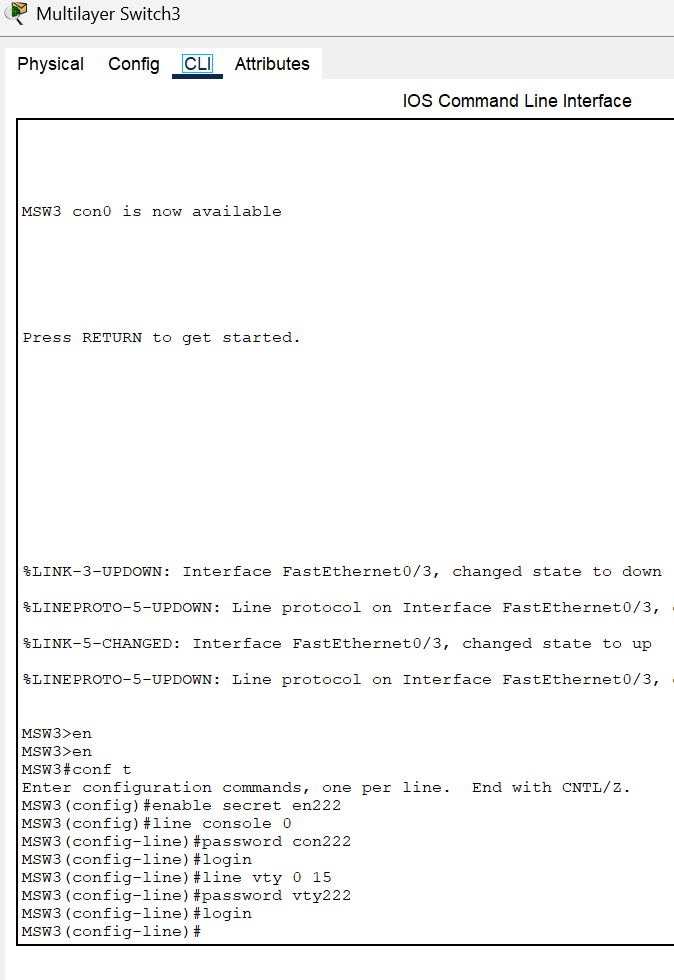 Multilayer Switch3
Physical Config CLI Attributes
IOS Command Line Interface
MSW3 con0 is now available
Press RETURN to get started.
%LINK-3-UPDOWN: Interface FastEthernet0/3, changed state to down
%LINEPROTO-5-UPDOWN: Line protocol on Interface FastEthernet0/3,
%LINK-5-CHANGED: Interface FastEthernet0/3, changed state to up
%LINEPROTO-5-UPDOWN: Line protocol on Interface FastEthernet0/3,
MSW3>en
MSW3>en
MSW3#conf t
Enter configuration commands, one per line.  End with CNTL/Z.
MSW3(config)#enable secret en222
MSW3(config)#line console 0
MSW3(config-line)#password con222
MSW3(config-line)#login
MSW3(config-line)#line vty 0 15
MSW3(config-line)#password vty222
MSW3(config-line)#login
MSW3(config-line)#